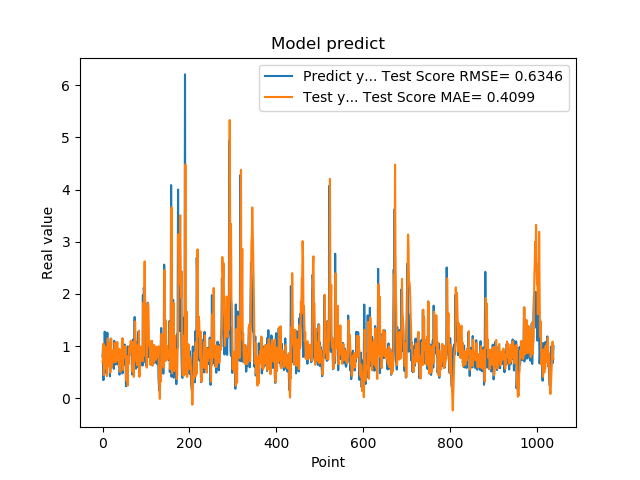 Model predict
Predict y... Test Score RMSE= 0.6346
Test y... Test Score MAE= 0.4099
Real value
6
5
4
3
2
1
0
0 200 400 600 800 1000
Point